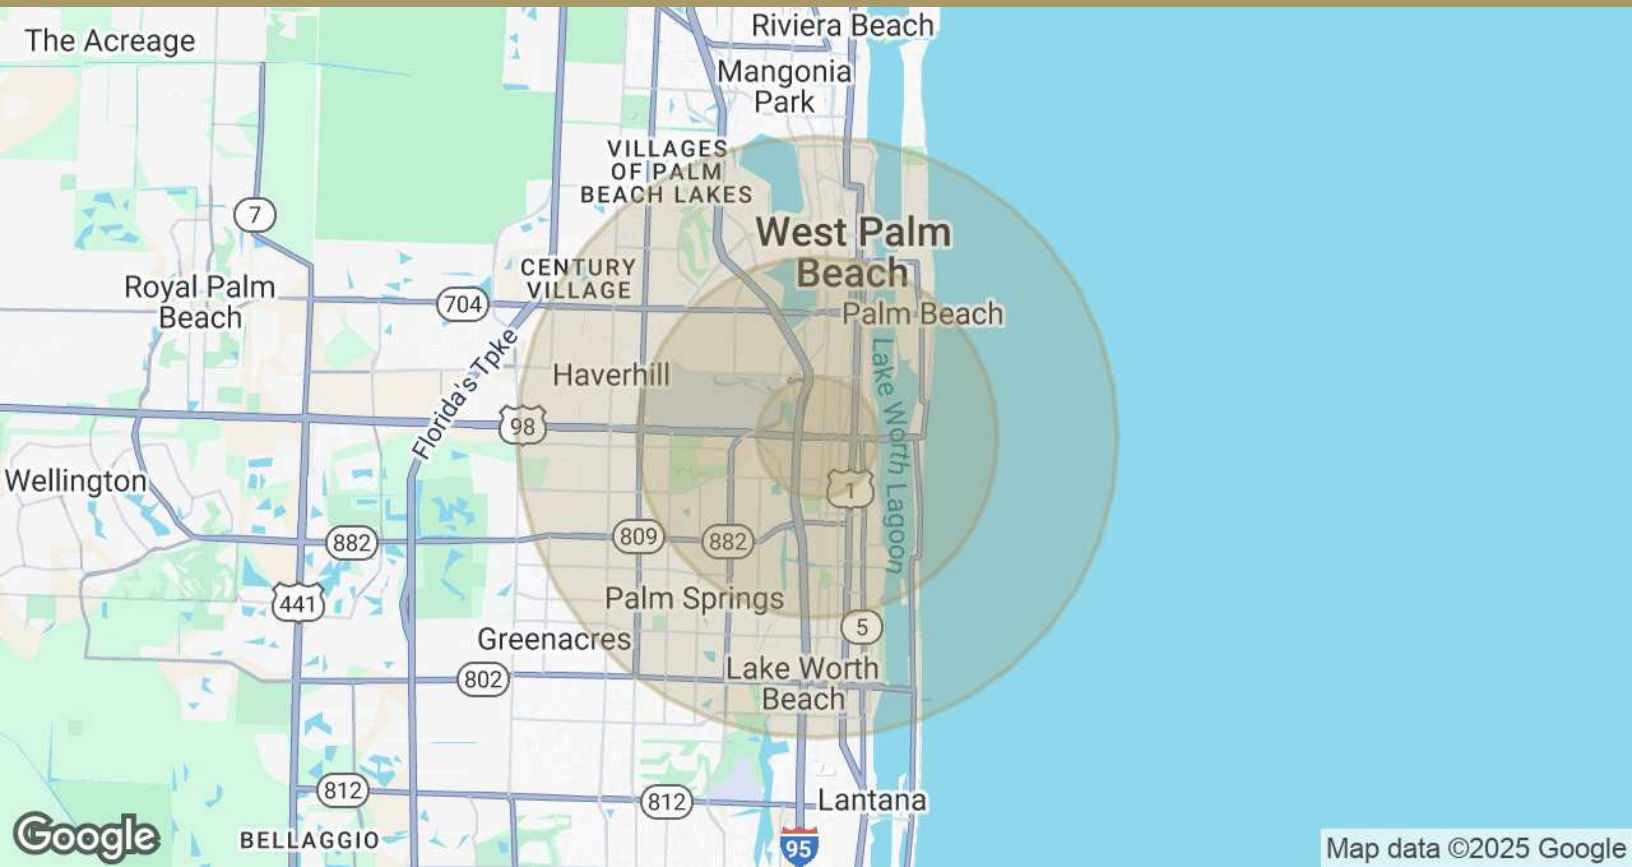 Riviera Beach
The Acreage
Mangonia
Park
VILLAGES
OF PALM
BEACH LAKES
7
West Palm
Beach
CENTURY
VILLAGE
Royal Palm
Beach
704
Palm Beach
Florida's Tpke
Haverhill
Lake Worth Lagoon
98
Wellington
1
882
809
882
441
Palm Springs
5
Greenacres
802
Lake Worth
Beach
812
812
Lantana
Google
BELLAGGIO
95
Map data ©2025 Google